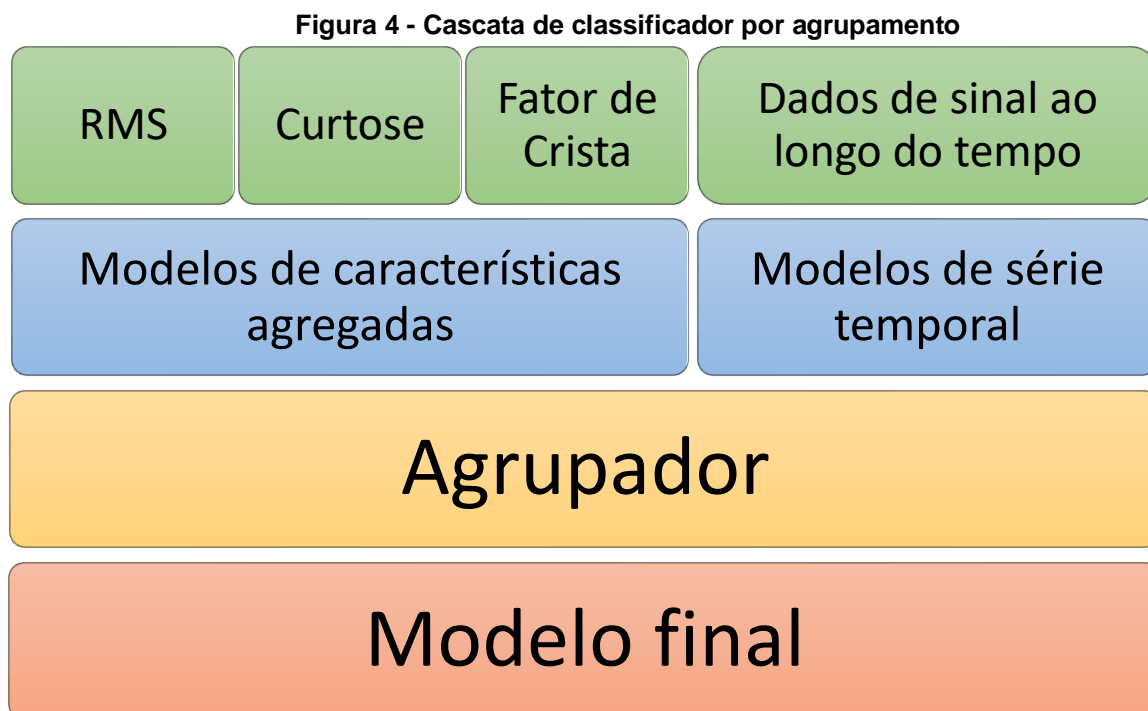 Figura 4 - Cascata de classificador por agrupamento
RMS
Curtose
Fator de
Crista
Dados de sinal ao
longo do tempo
Modelos de características
agregadas
Modelos de série
temporal
Agrupador
Modelo final